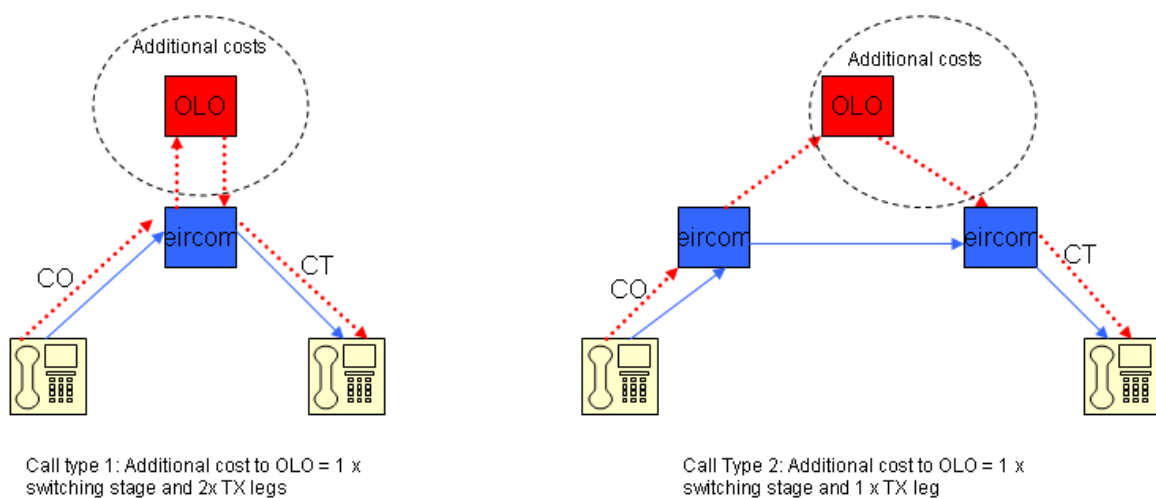 Additional costs
OLO
eircom
CO
CT
Call type 1: Additional cost to OLO = 1 x
switching stage and 2x TX legs
Additional costs
OLO
eircom
eircom
CO
CT
Call Type 2: Additional cost to OLO = 1 x
switching stage and 1 x TX leg